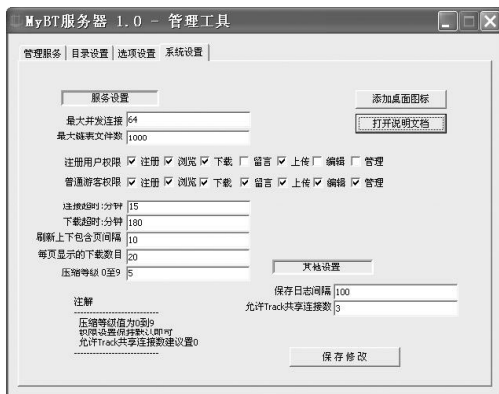 MyBT服务器 1.0 - 管理工具
管理服务 目录设置 选项设置 系统设置
服务设置
添加桌面图标
最大并发连接 64
打开说明文档
最大链表文件数 1000
注册用户权限 注册 浏览 下载 留言 上传 编辑 管理
普通游客权限 注册 浏览 下载 留言 上传 编辑 管理
连接超时:分钟 15
下载超时:分钟 180
刷新上下包含页间隔 10
每页显示的下载数目 20
压缩等级 0至9 5
其他设置
保存日志间隔 100
允许Track共享连接数 3
注解
--------------------
压缩等级值为0到9
权限设置保持默认即可
允许Track共享连接数建议置0
--------------------
保存修改